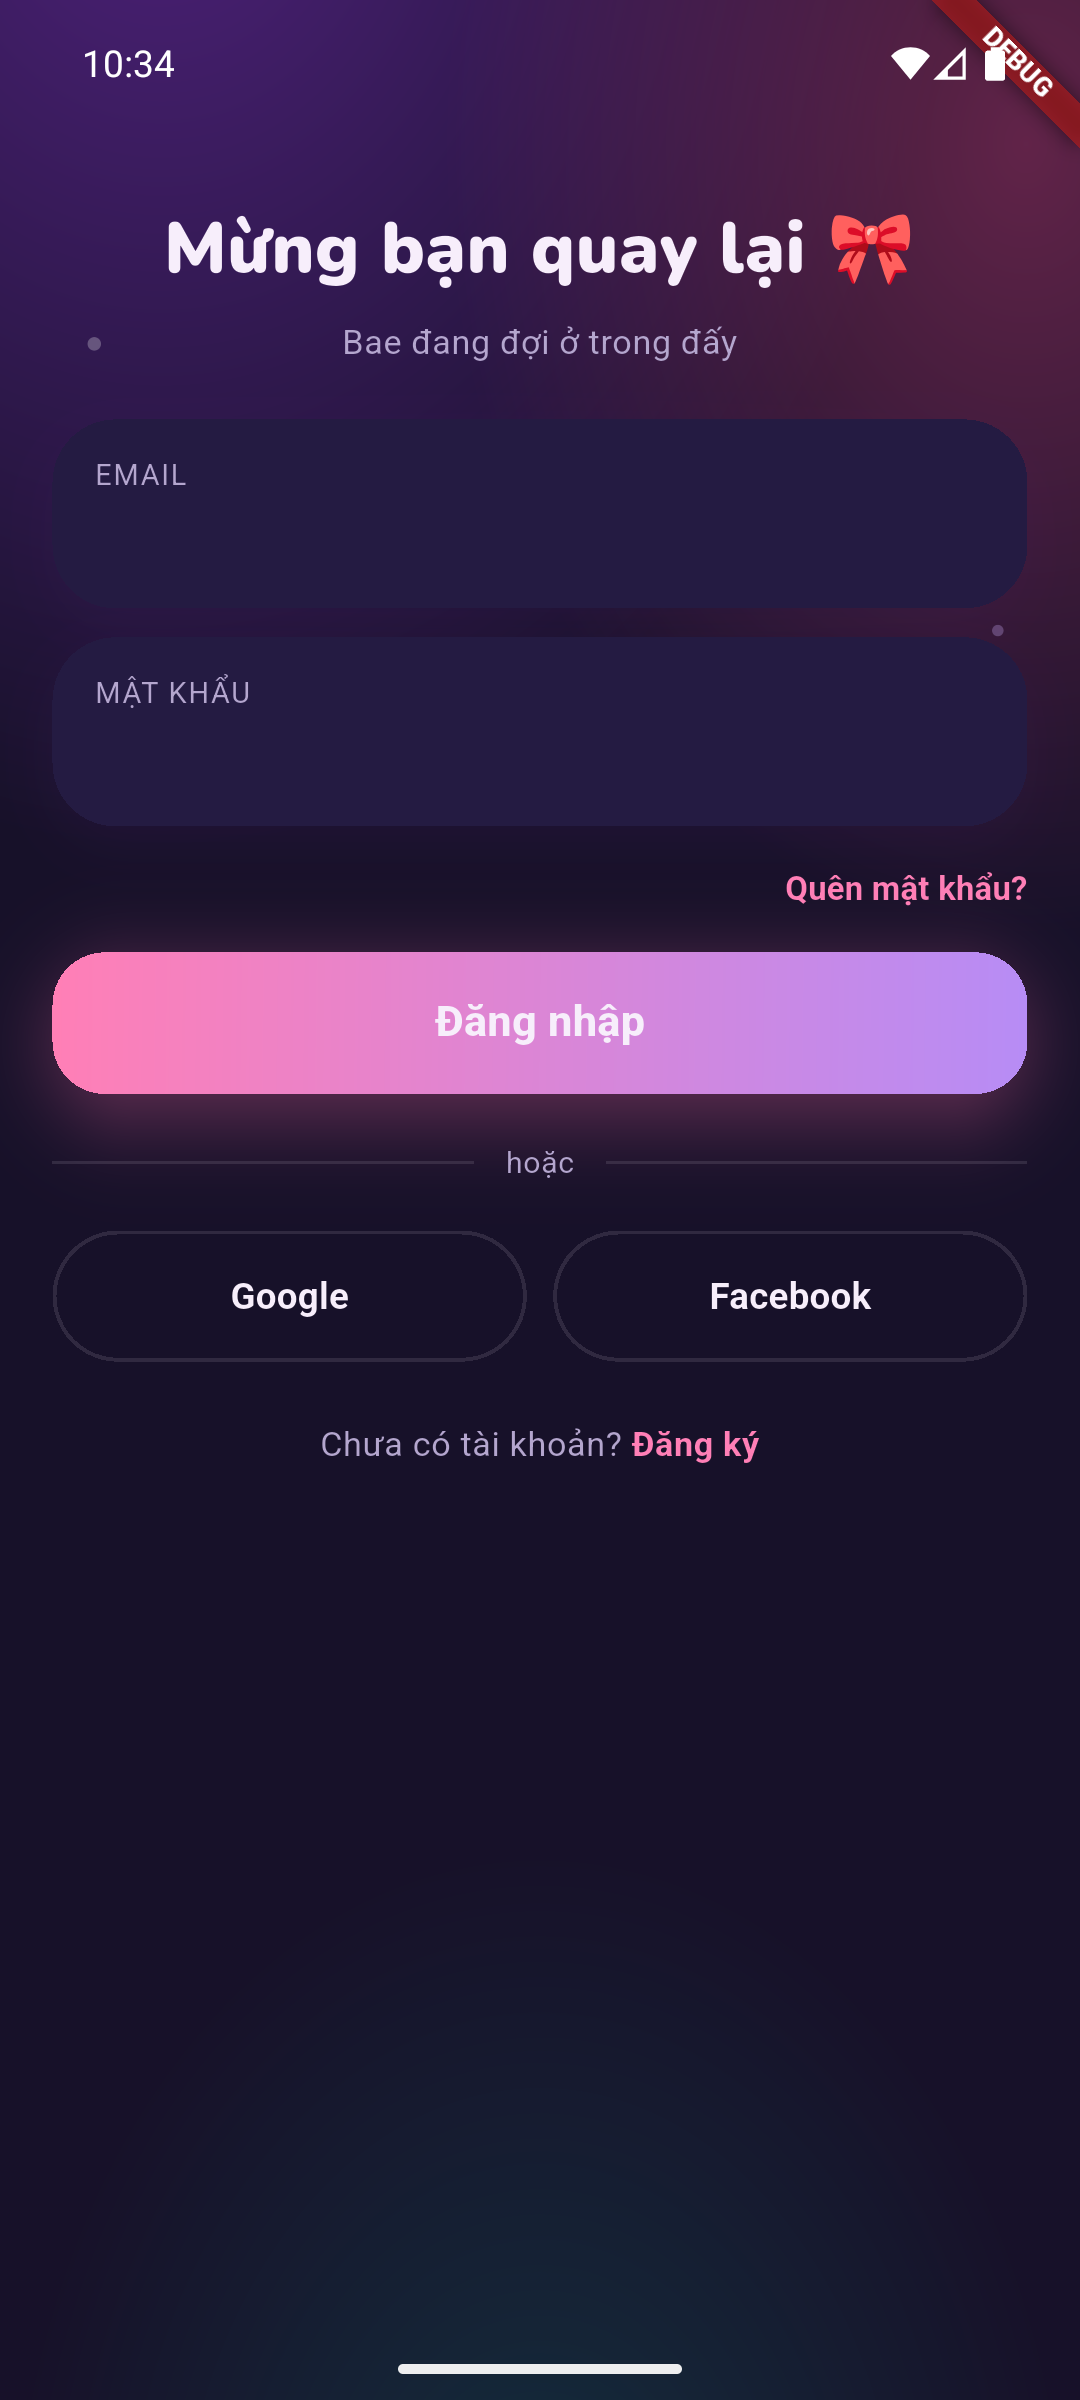 10:34
DEBUG
Mừng bạn quay lại 🎀
Bae đang đợi ở trong đấy
EMAIL
MẬT KHẨU
Quên mật khẩu?
Đăng nhập
hoặc
Google
Facebook
Chưa có tài khoản? Đăng ký